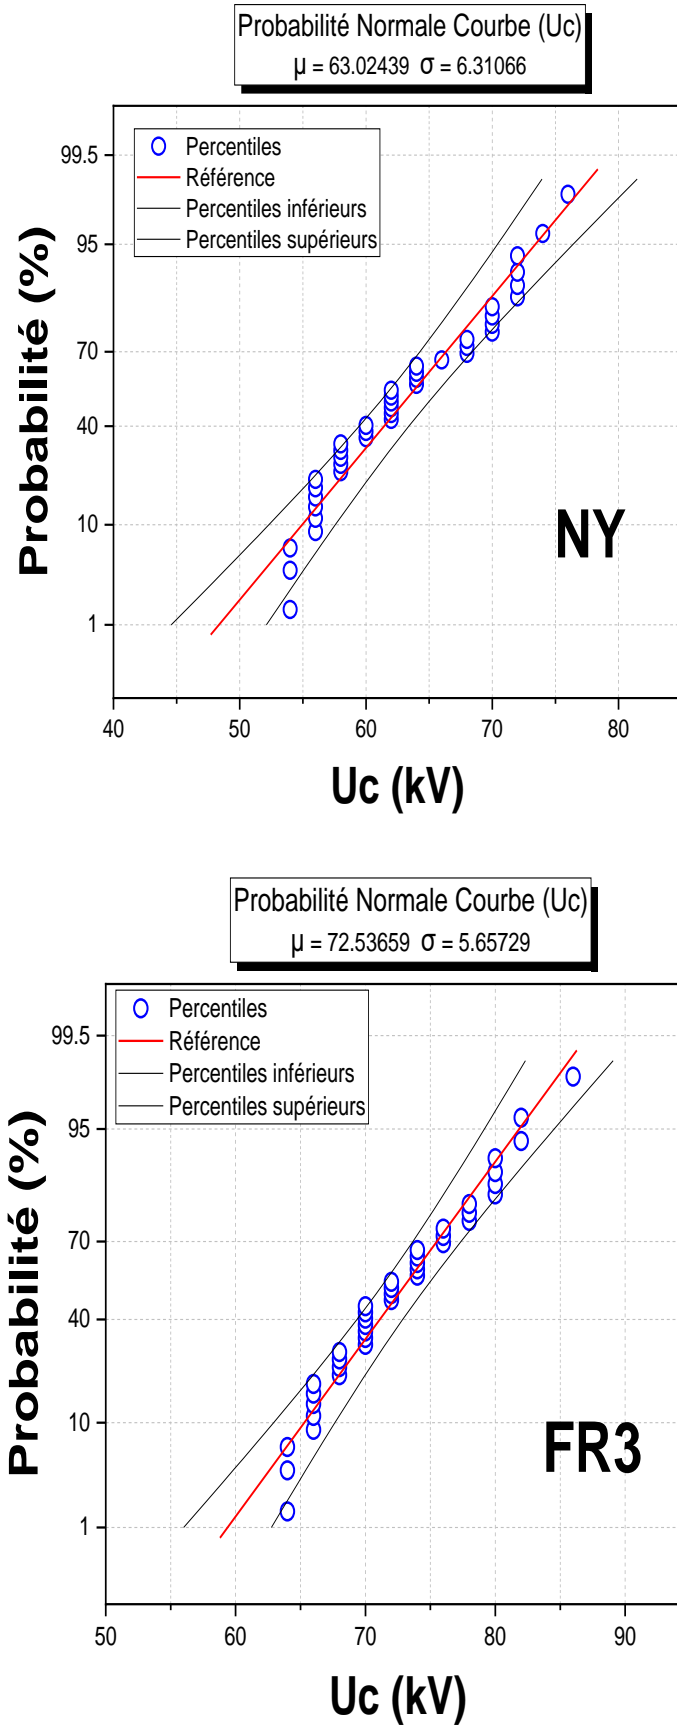 Probabilité Normale Courbe (Uc)
μ = 63.02439 σ = 6.31066
Percentiles
Référence
Percentiles inférieurs
Percentiles supérieurs
99.5
95
70
40
10
1
Probabilité (%)
NY
40 50 60 70 80
Uc (kV)
Probabilité Normale Courbe (Uc)
μ = 72.53659 σ = 5.65729
Percentiles
Référence
Percentiles inférieurs
Percentiles supérieurs
99.5
95
70
40
10
1
Probabilité (%)
FR3
50 60 70 80 90
Uc (kV)